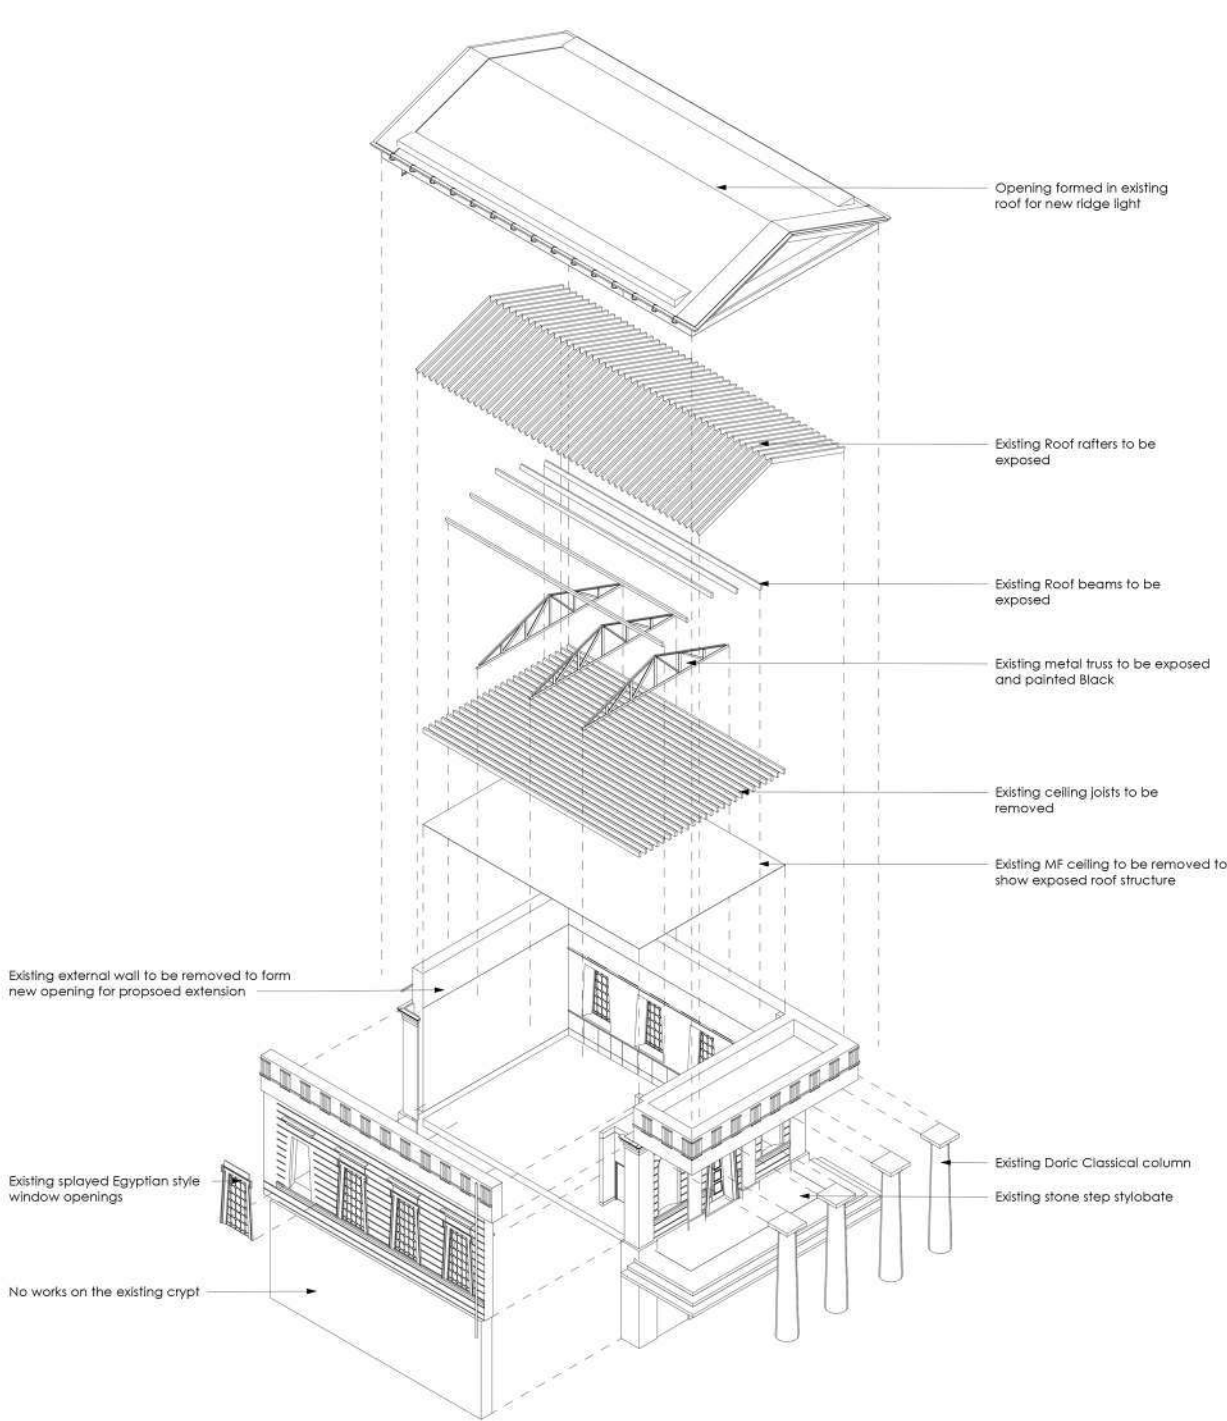 Opening formed in existing
roof for new ridge light
Existing Roof rafters to be
exposed
Existing Roof beams to be
exposed
Existing metal truss to be exposed
and painted Black
Existing ceiling joists to be
removed
Existing MF ceiling to be removed to
show exposed roof structure
Existing external wall to be removed to form
new opening for propsoed extension
Existing Doric Classical column
Existing splayed Egyptian style
window openings
Existing stone step stylobate
No works on the existing crypt